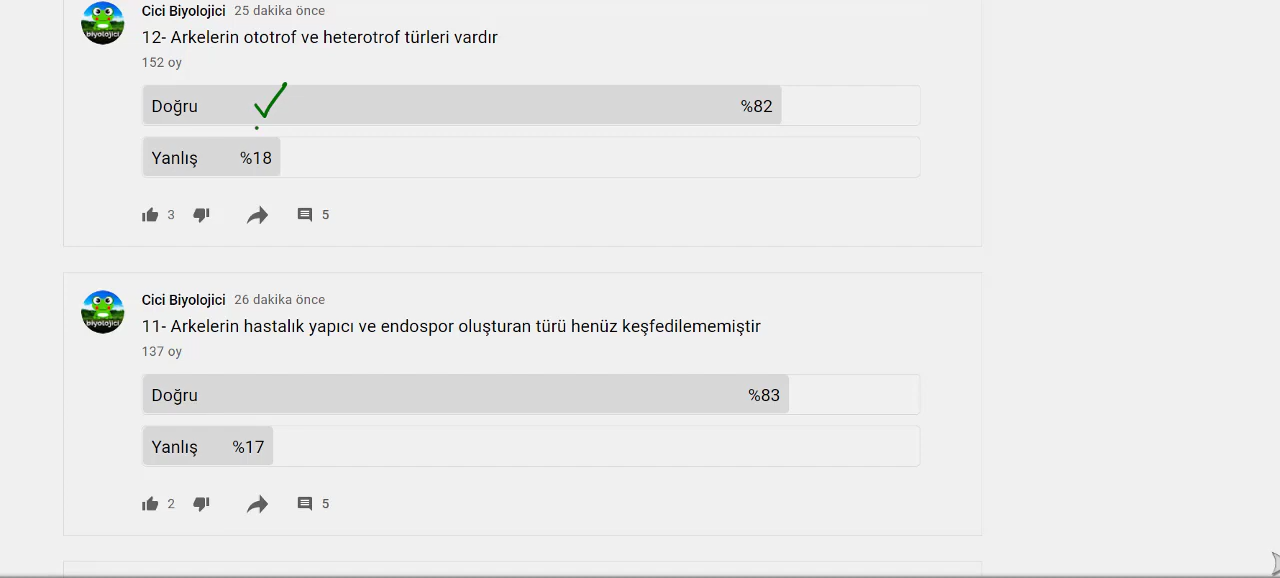 Cici Biyolojici 25 dakika önce
12- Arkelerin ototrof ve heterotrof türleri vardır
152 oy
Doğru %82
Yanlış %18
3 5
biyolojici
Cici Biyolojici 26 dakika önce
11- Arkelerin hastalık yapıcı ve endospor oluşturan türü henüz keşfedilememiştir
137 oy
Doğru %83
Yanlış %17
2 5
biyolojici